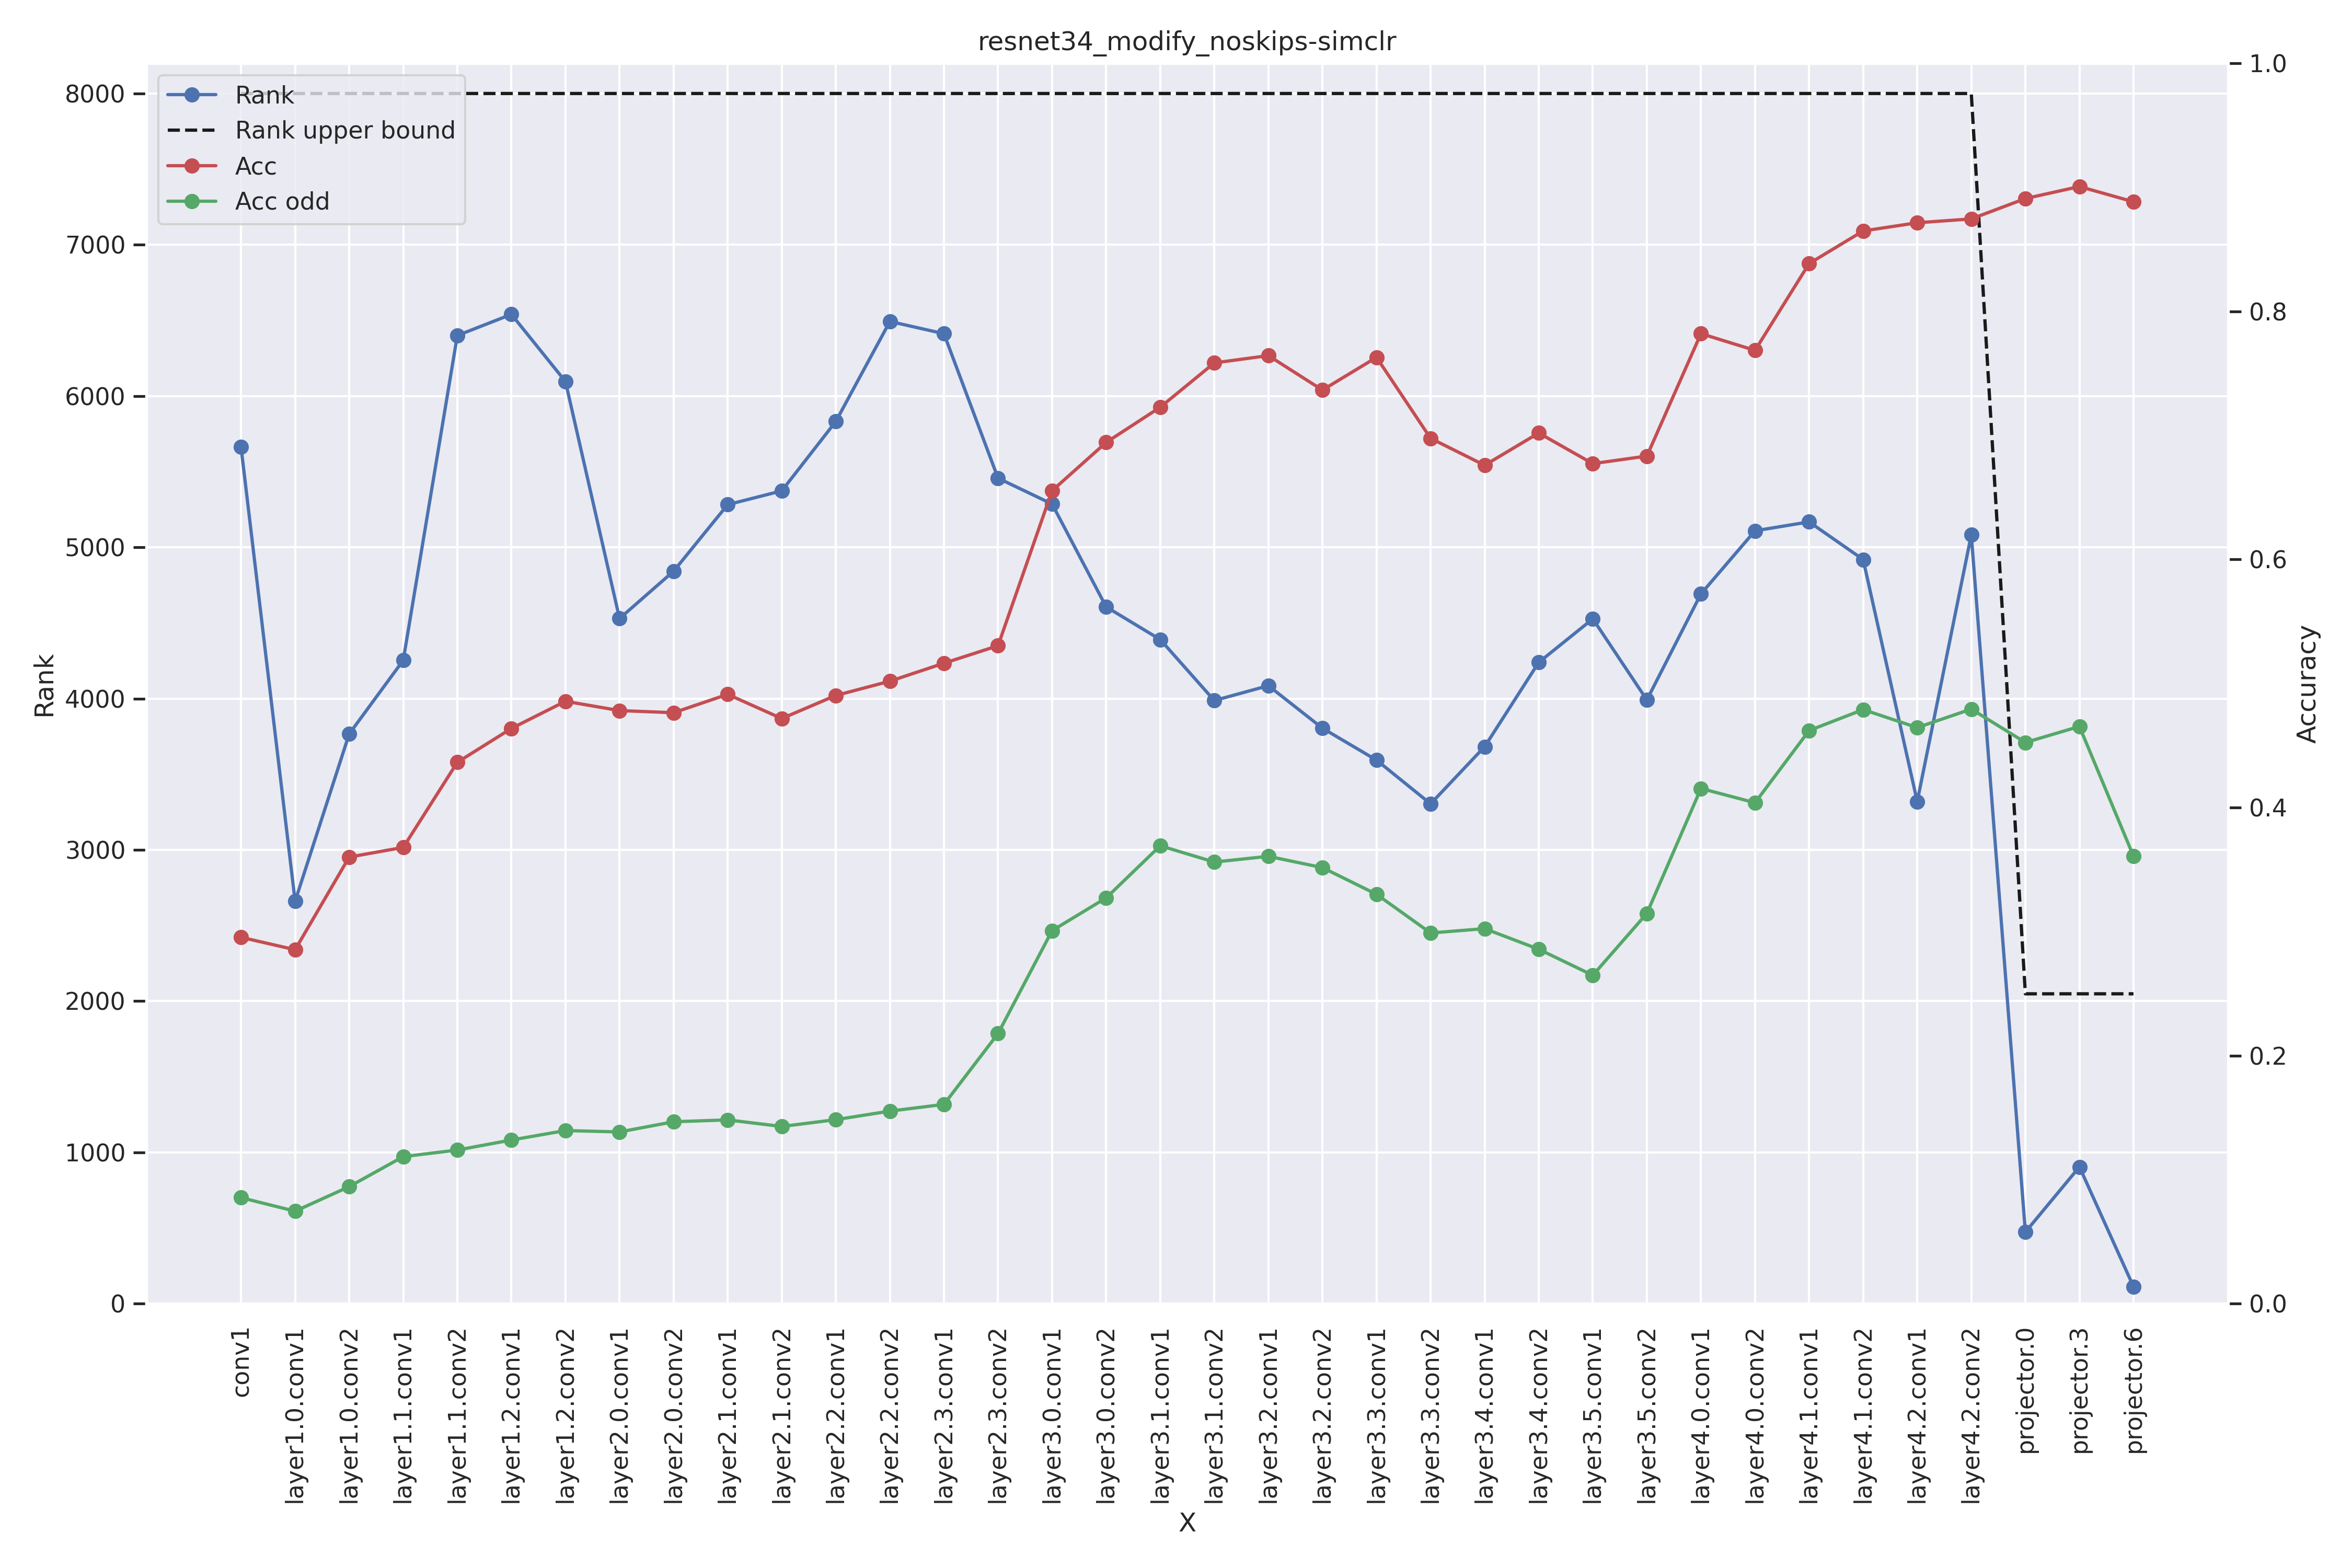 resnet34_modify_noskips-simclr
Rank
Rank upper bound
Acc
Acc odd
8000
7000
6000
5000
4000
3000
2000
1000
0
Rank
1.0
0.8
0.6
0.4
0.2
0.0
Accuracy
conv1
layer1.0.conv1
layer1.0.conv2
layer1.1.conv1
layer1.1.conv2
layer1.2.conv1
layer1.2.conv2
layer2.0.conv1
layer2.0.conv2
layer2.1.conv1
layer2.1.conv2
layer2.2.conv1
layer2.2.conv2
layer2.3.conv1
layer2.3.conv2
layer3.0.conv1
layer3.0.conv2
layer3.1.conv1
layer3.1.conv2
layer3.2.conv1
layer3.2.conv2
layer3.3.conv1
layer3.3.conv2
layer3.4.conv1
layer3.4.conv2
layer3.5.conv1
layer3.5.conv2
layer4.0.conv1
layer4.0.conv2
layer4.1.conv1
layer4.1.conv2
layer4.2.conv1
layer4.2.conv2
projector.0
projector.3
projector.6
X